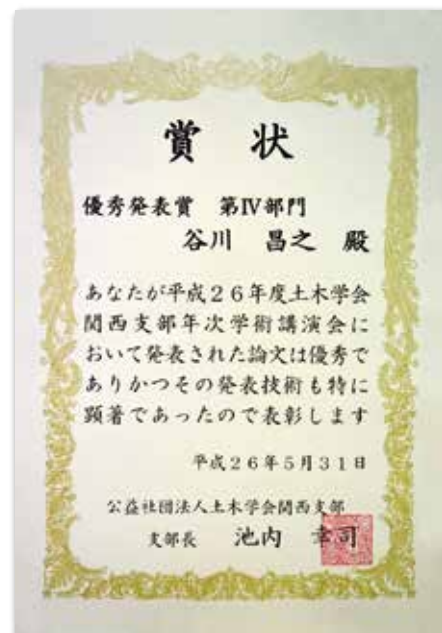 賞状
優秀発表賞 第Ⅳ部門
谷川 昌之 殿
あなたが平成26年度土木学会
関西支部年次学術講演会に
おいて発表された論文は優秀で
ありかつその発表技術も特に
顕著であったので表彰します
平成26年5月31日
公益社団法人土木学会関西支部
支部長 池内 幸司